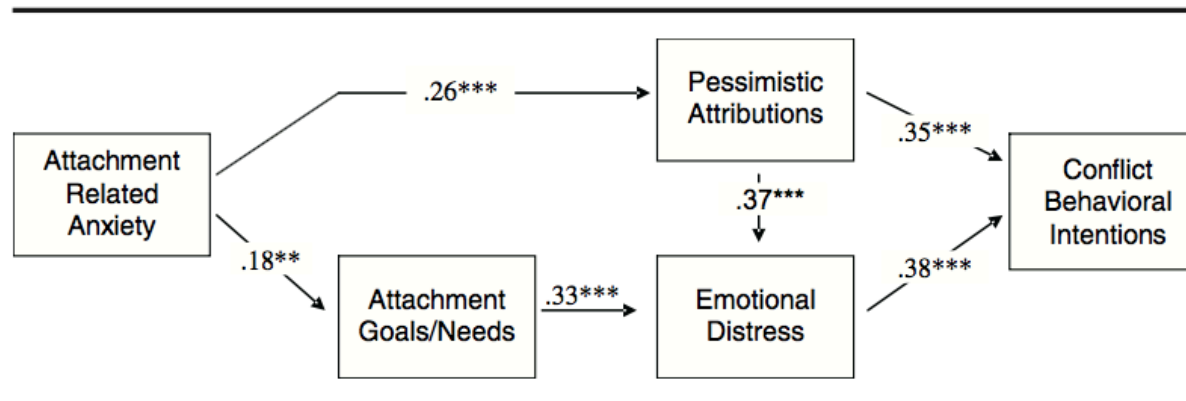 Pessimistic
Attributions
.26***
.35***
Attachment
Related
Anxiety
Conflict
Behavioral
Intentions
.37***
.18**
.38***
Attachment
Goals/Needs
.33***
Emotional
Distress